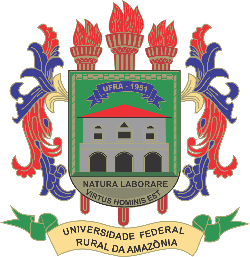 UFRA - 1951
NATURA LABORARE
VIRTUS HOMINIS EST
UNIVERSIDADE FEDERAL
RURAL DA AMAZÔNIA